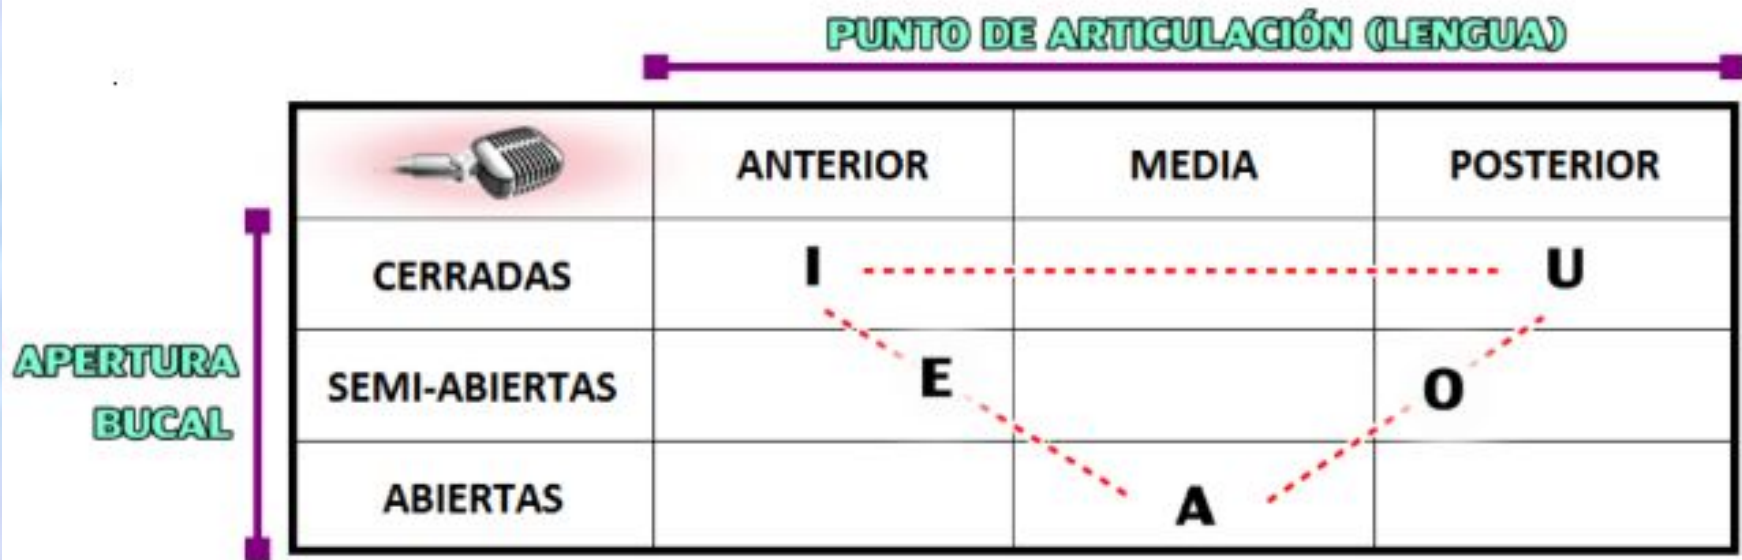 PUNTO DE ARTICULACIÓN (LENGUA)
ANTERIOR MEDIA POSTERIOR
CERRADAS I U
APERTURA BUCAL
SEMI-ABIERTAS E O
ABIERTAS A